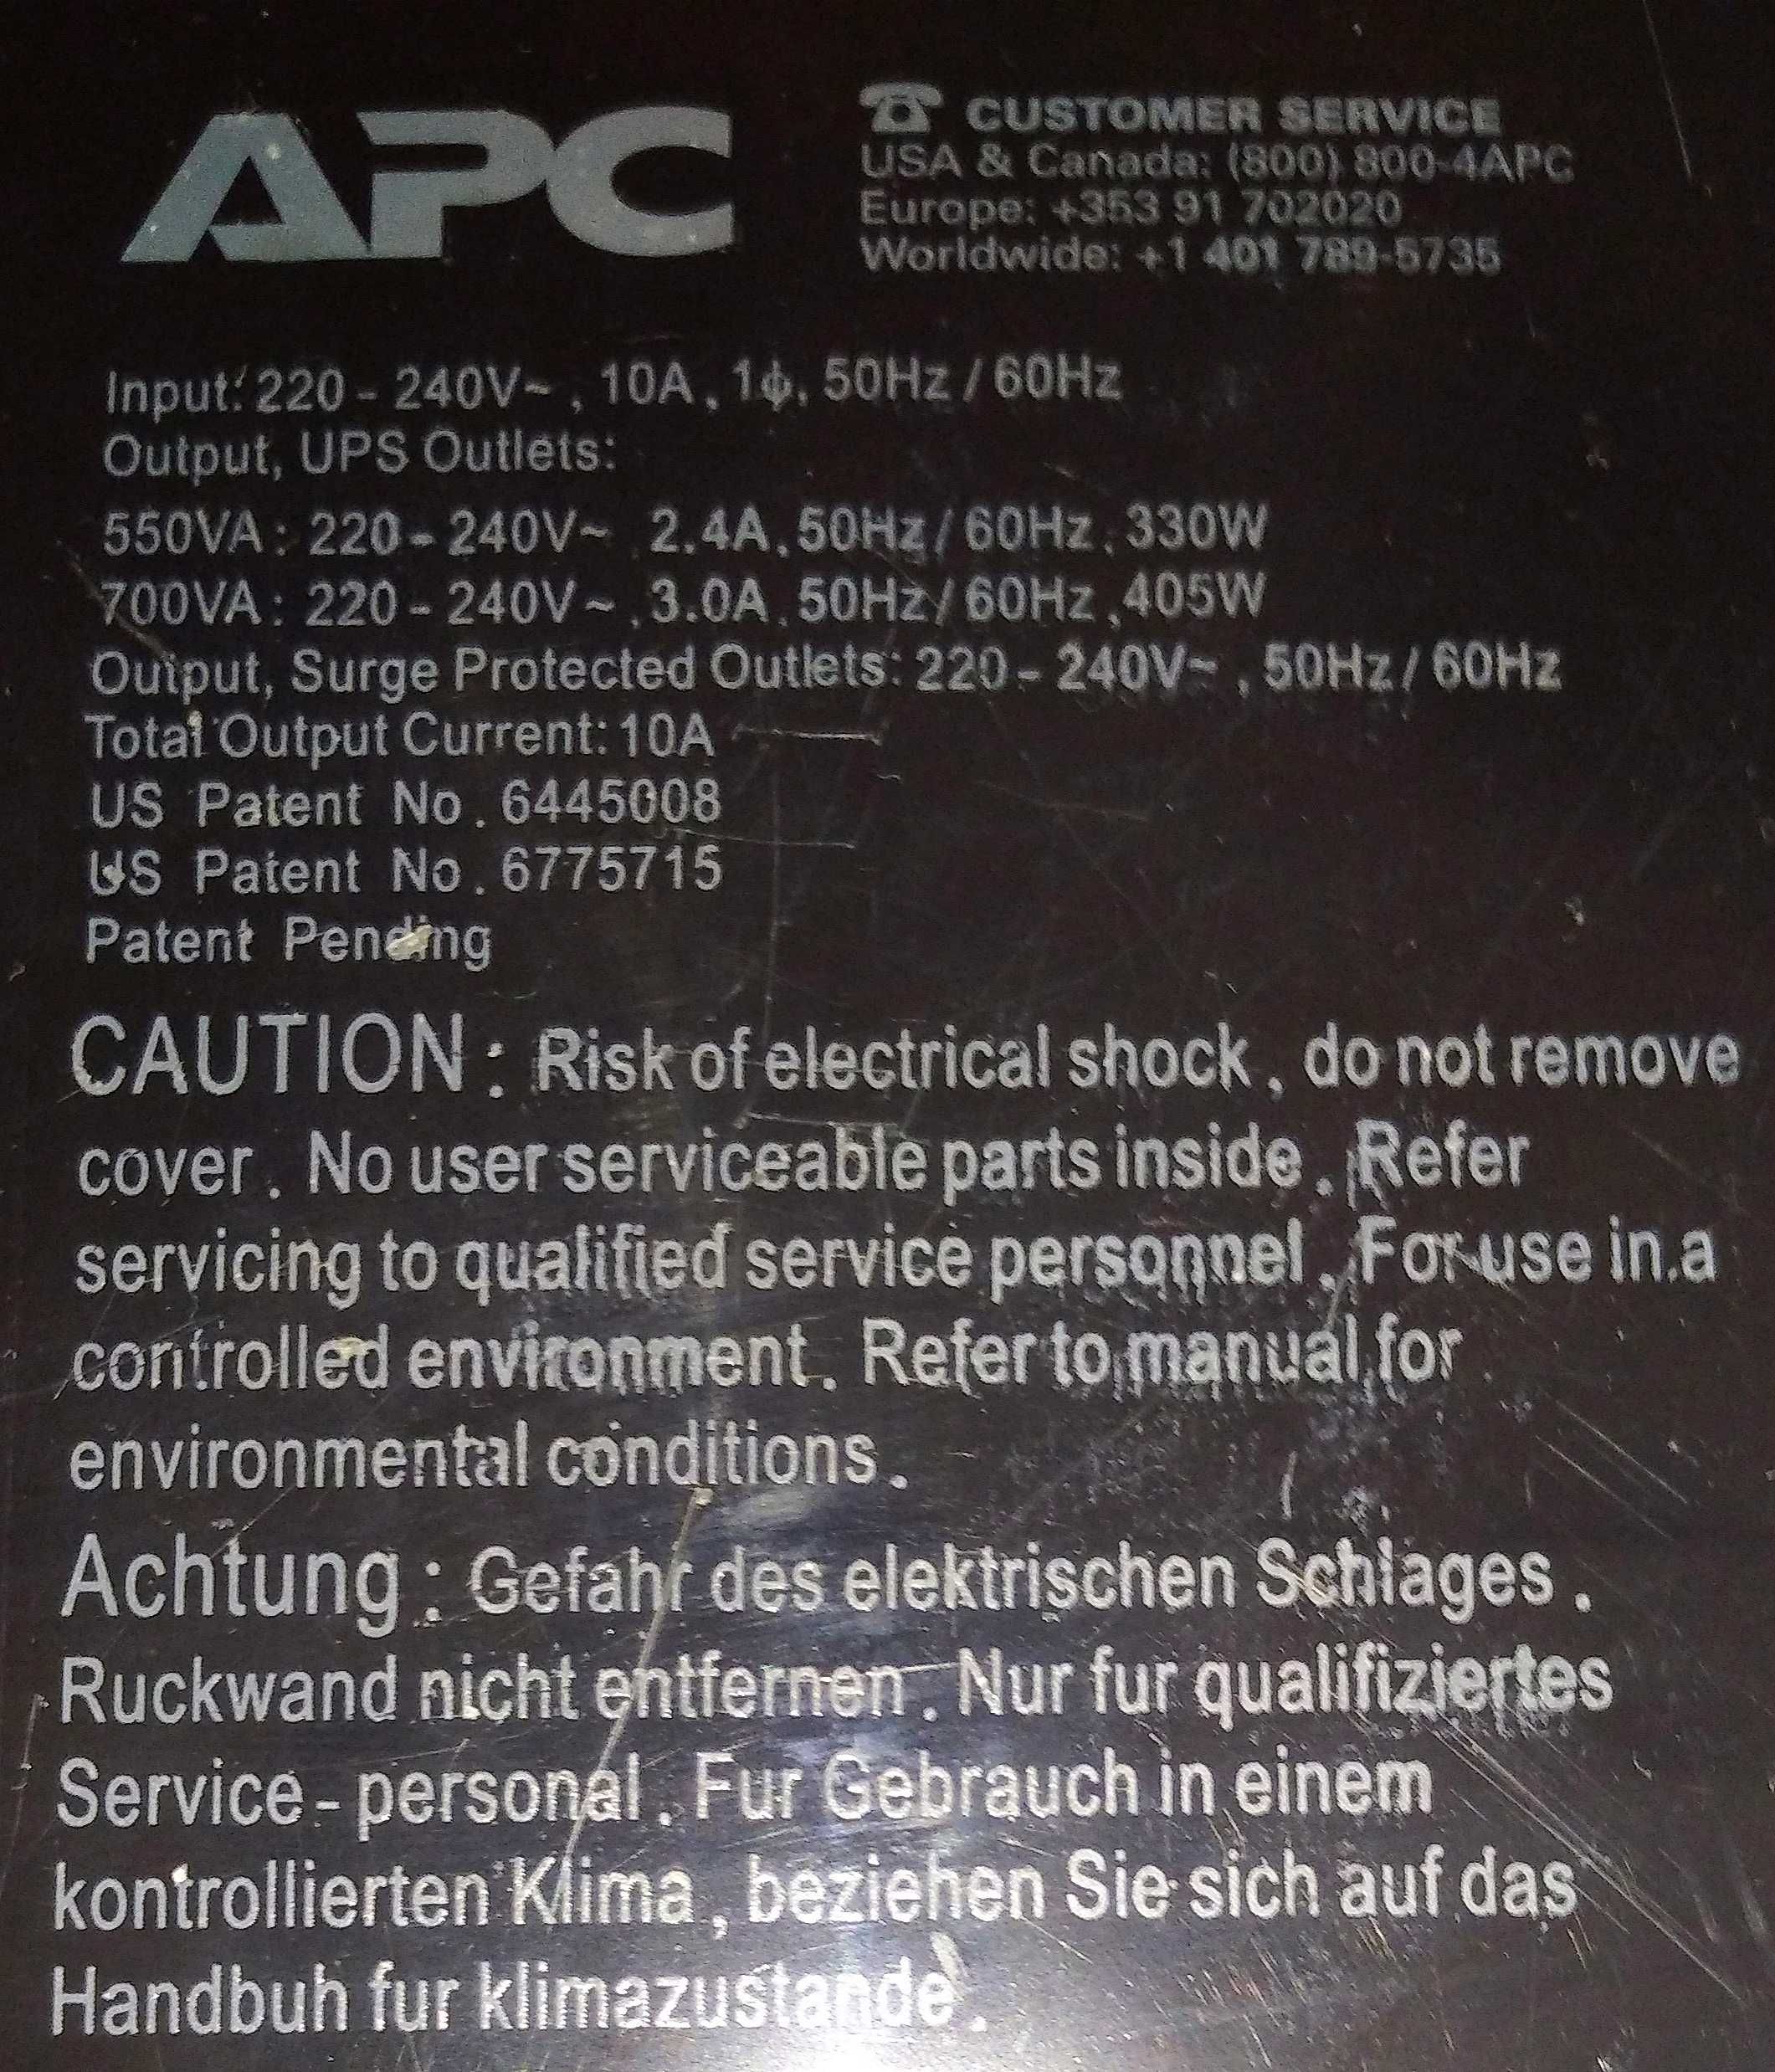 APC
☎ CUSTOMER SERVICE
USA & Canada: (800) 800-4APC
Europe: +353 91 702020
Worldwide: +1 401 789-5735
Input: 220 - 240V~ , 10A , 1ϕ, 50Hz / 60Hz
Output, UPS Outlets:
550VA : 220 - 240V~ , 2.4A, 50Hz / 60Hz , 330W
700VA : 220 - 240V ~ , 3.0A, 50Hz / 60Hz , 405W
Output, Surge Protected Outlets: 220 - 240V~ , 50Hz / 60Hz
Total Output Current: 10A
US Patent No . 6445008
US Patent No . 6775715
Patent Pending
CAUTION : Risk of electrical shock , do not remove
cover . No user serviceable parts inside . Refer
servicing to qualified service personnel . For use in a
controlled environment . Refer to manual for
environmental conditions .
Achtung : Gefahr des elektrischen Schlages .
Ruckwand nicht entfernen . Nur fur qualifiziertes
Service - personal . Fur Gebrauch in einem
kontrollierten Klima , beziehen Sie sich auf das
Handbuh fur klimazustande .